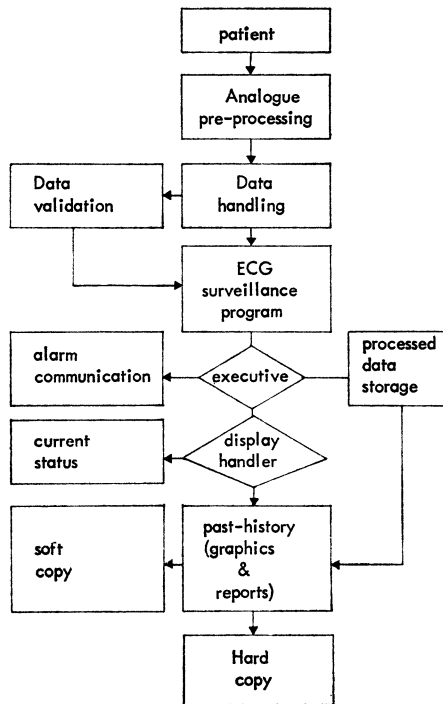 patient
Analogue
pre-processing
Data
validation
Data
handling
ECG
surveillance
program
alarm
communication
executive
processed
data
storage
current
status
display
handler
soft
copy
past-history
(graphics
&
reports)
Hard
copy